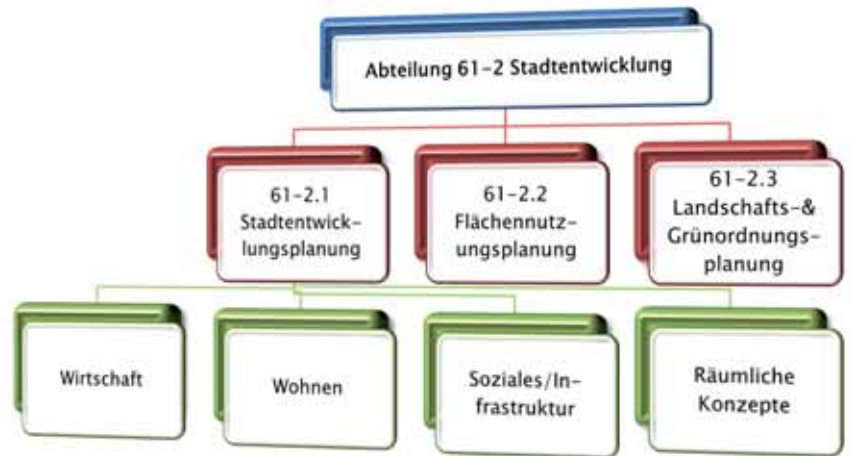 Abteilung 61-2 Stadtentwicklung
61-2.1
Stadtentwick-
lungsplanung
61-2.2
Flächennutz-
ungsplanung
61-2.3
Landschafts-&
Grünordnungs-
planung
Wirtschaft
Wohnen
Soziales/In-
frastruktur
Räumliche
Konzepte